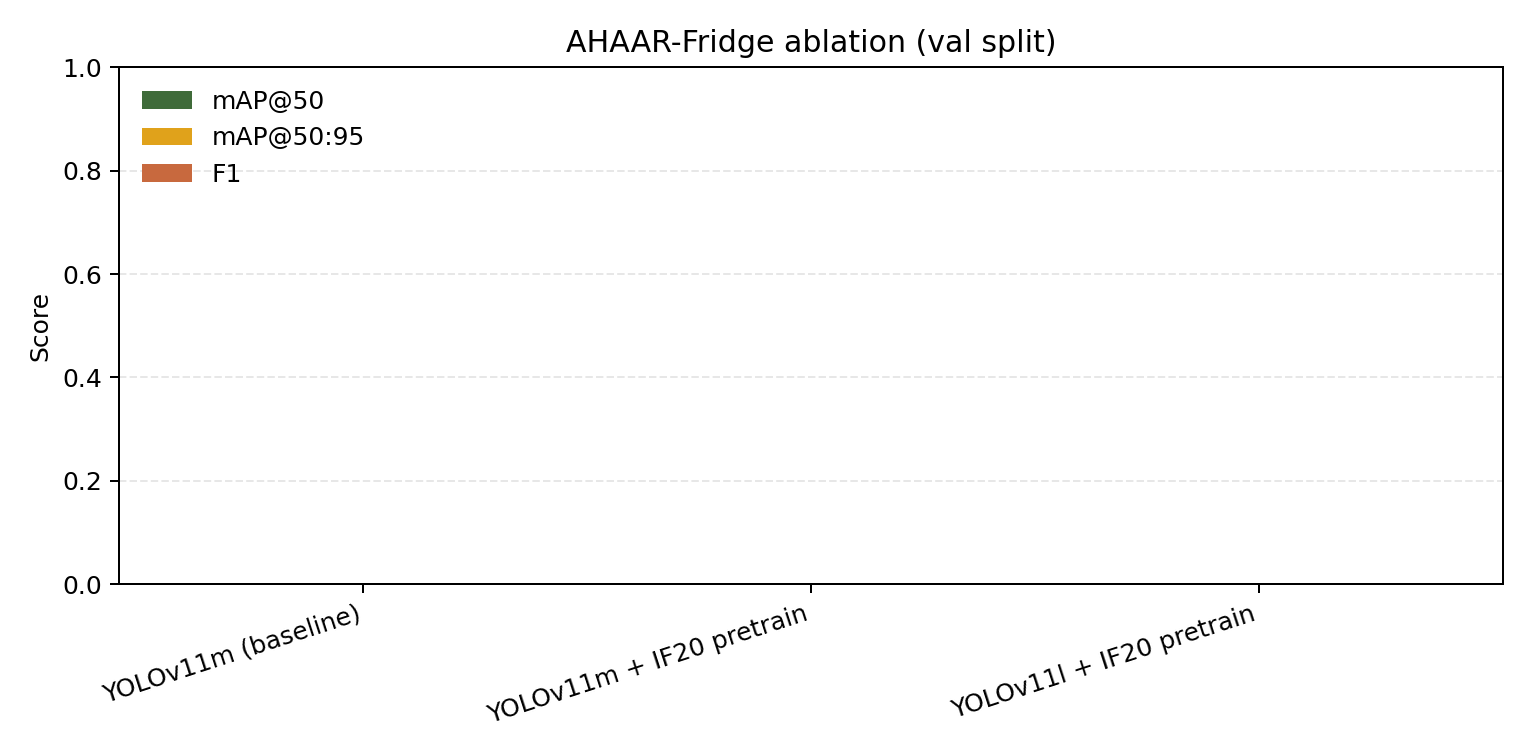 AHAAR-Fridge ablation (val split)
1.0
mAP@50
mAP@50:95
0.8
F1
0.6
Score
0.4
0.2
0.0
YOLOv11m (baseline)
YOLOv11m + IF20 pretrain
YOLOv11l + IF20 pretrain